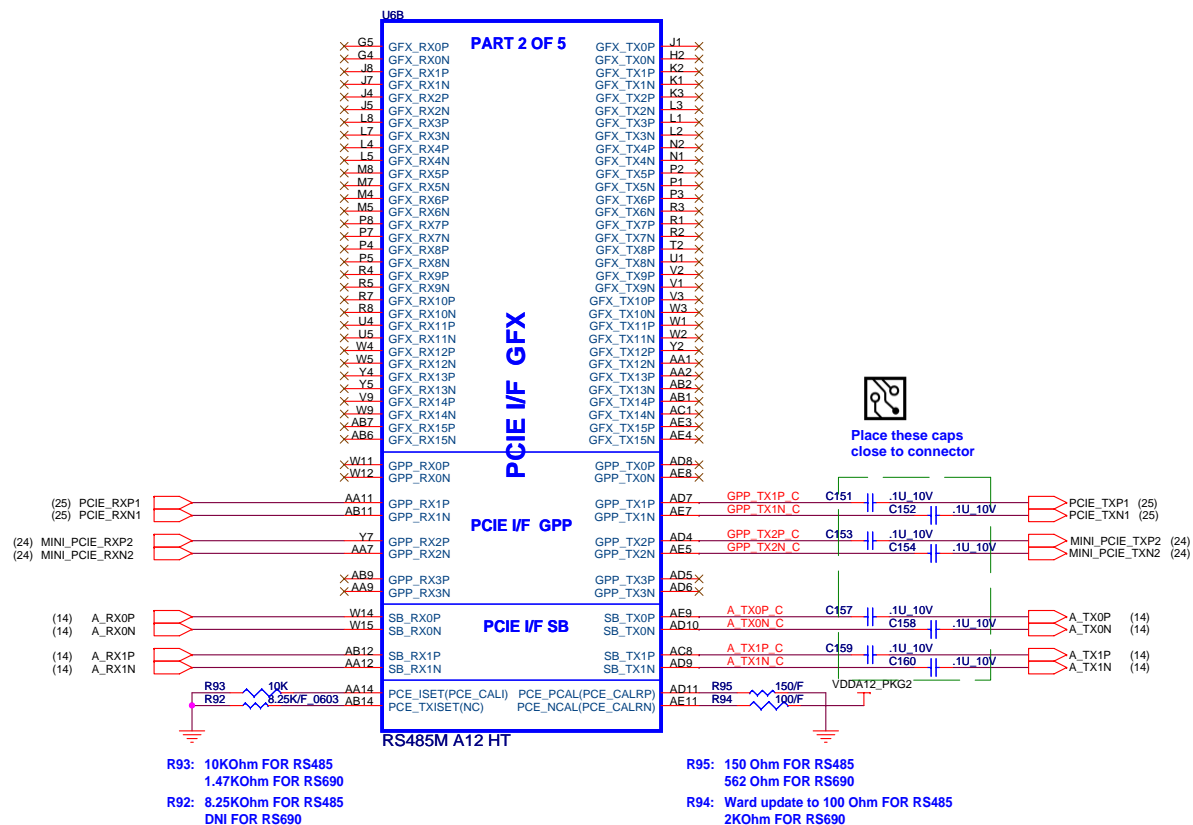 U6B
PART 2 OF 5
G5 GFX_RX0P GFX_TX0P J1
G4 GFX_RX0N GFX_TX0N H2
J8 GFX_RX1P GFX_TX1P K2
J7 GFX_RX1N GFX_TX1N K1
J4 GFX_RX2P GFX_TX2P K3
J5 GFX_RX2N GFX_TX2N L3
L8 GFX_RX3P GFX_TX3P L1
L7 GFX_RX3N GFX_TX3N L2
L4 GFX_RX4P GFX_TX4P N2
L5 GFX_RX4N GFX_TX4N N1
M8 GFX_RX5P GFX_TX5P P2
M7 GFX_RX5N GFX_TX5N P1
M4 GFX_RX6P GFX_TX6P P3
M5 GFX_RX6N GFX_TX6N R3
P8 GFX_RX7P GFX_TX7P R1
P7 GFX_RX7N GFX_TX7N R2
P4 GFX_RX8P GFX_TX8P T2
P5 GFX_RX8N GFX_TX8N U1
R4 GFX_RX9P GFX_TX9P V2
R5 GFX_RX9N GFX_TX9N V1
R7 GFX_RX10P GFX_TX10P V3
R8 GFX_RX10N GFX_TX10N W3
U4 GFX_RX11P GFX_TX11P W1
U5 GFX_RX11N GFX_TX11N W2
W4 GFX_RX12P GFX_TX12P Y2
W5 GFX_RX12N GFX_TX12N AA1
Y4 GFX_RX13P GFX_TX13P AA2
Y5 GFX_RX13N GFX_TX13N AB2
V9 GFX_RX14P GFX_TX14P AB1
W9 GFX_RX14N GFX_TX14N AC1
AB7 GFX_RX15P GFX_TX15P AE3
AB6 GFX_RX15N GFX_TX15N AE4
PCIE I/F GFX
Place these caps
close to connector
W11 GPP_RX0P GPP_TX0P AD8
W12 GPP_RX0N GPP_TX0N AE8
(25) PCIE_RXP1 AA11 GPP_RX1P GPP_TX1P AD7 GPP_TX1P_C C151 .1U_10V PCIE_TXP1 (25)
(25) PCIE_RXN1 AB11 GPP_RX1N GPP_TX1N AE7 GPP_TX1N_C C152 .1U_10V PCIE_TXN1 (25)
PCIE I/F GPP
(24) MINI_PCIE_RXP2 Y7 GPP_RX2P GPP_TX2P AD4 GPP_TX2P_C C153 .1U_10V MINI_PCIE_TXP2 (24)
(24) MINI_PCIE_RXN2 AA7 GPP_RX2N GPP_TX2N AE5 GPP_TX2N_C C154 .1U_10V MINI_PCIE_TXN2 (24)
AB9 GPP_RX3P GPP_TX3P AD5
AA9 GPP_RX3N GPP_TX3N AD6
(14) A_RX0P W14 SB_RX0P SB_TX0P AE9 A_TX0P_C C157 .1U_10V A_TX0P (14)
(14) A_RX0N W15 SB_RX0N SB_TX0N AD10 A_TX0N_C C158 .1U_10V A_TX0N (14)
PCIE I/F SB
(14) A_RX1P AB12 SB_RX1P SB_TX1P AC8 A_TX1P_C C159 .1U_10V A_TX1P (14)
(14) A_RX1N AA12 SB_RX1N SB_TX1N AD9 A_TX1N_C C160 .1U_10V A_TX1N (14)
VDDA12_PKG2
R93 10K AA14 PCE_ISET(PCE_CALI) PCE_PCAL(PCE_CALRP) AD11 R95 150/F
R92 8.25K/F_0603 AB14 PCE_TXISET(NC) PCE_NCAL(PCE_CALRN) AE11 R94 100/F
RS485M A12 HT
R93: 10KOhm FOR RS485
1.47KOhm FOR RS690
R92: 8.25KOhm FOR RS485
DNI FOR RS690
R95: 150 Ohm FOR RS485
562 Ohm FOR RS690
R94: Ward update to 100 Ohm FOR RS485
2KOhm FOR RS690